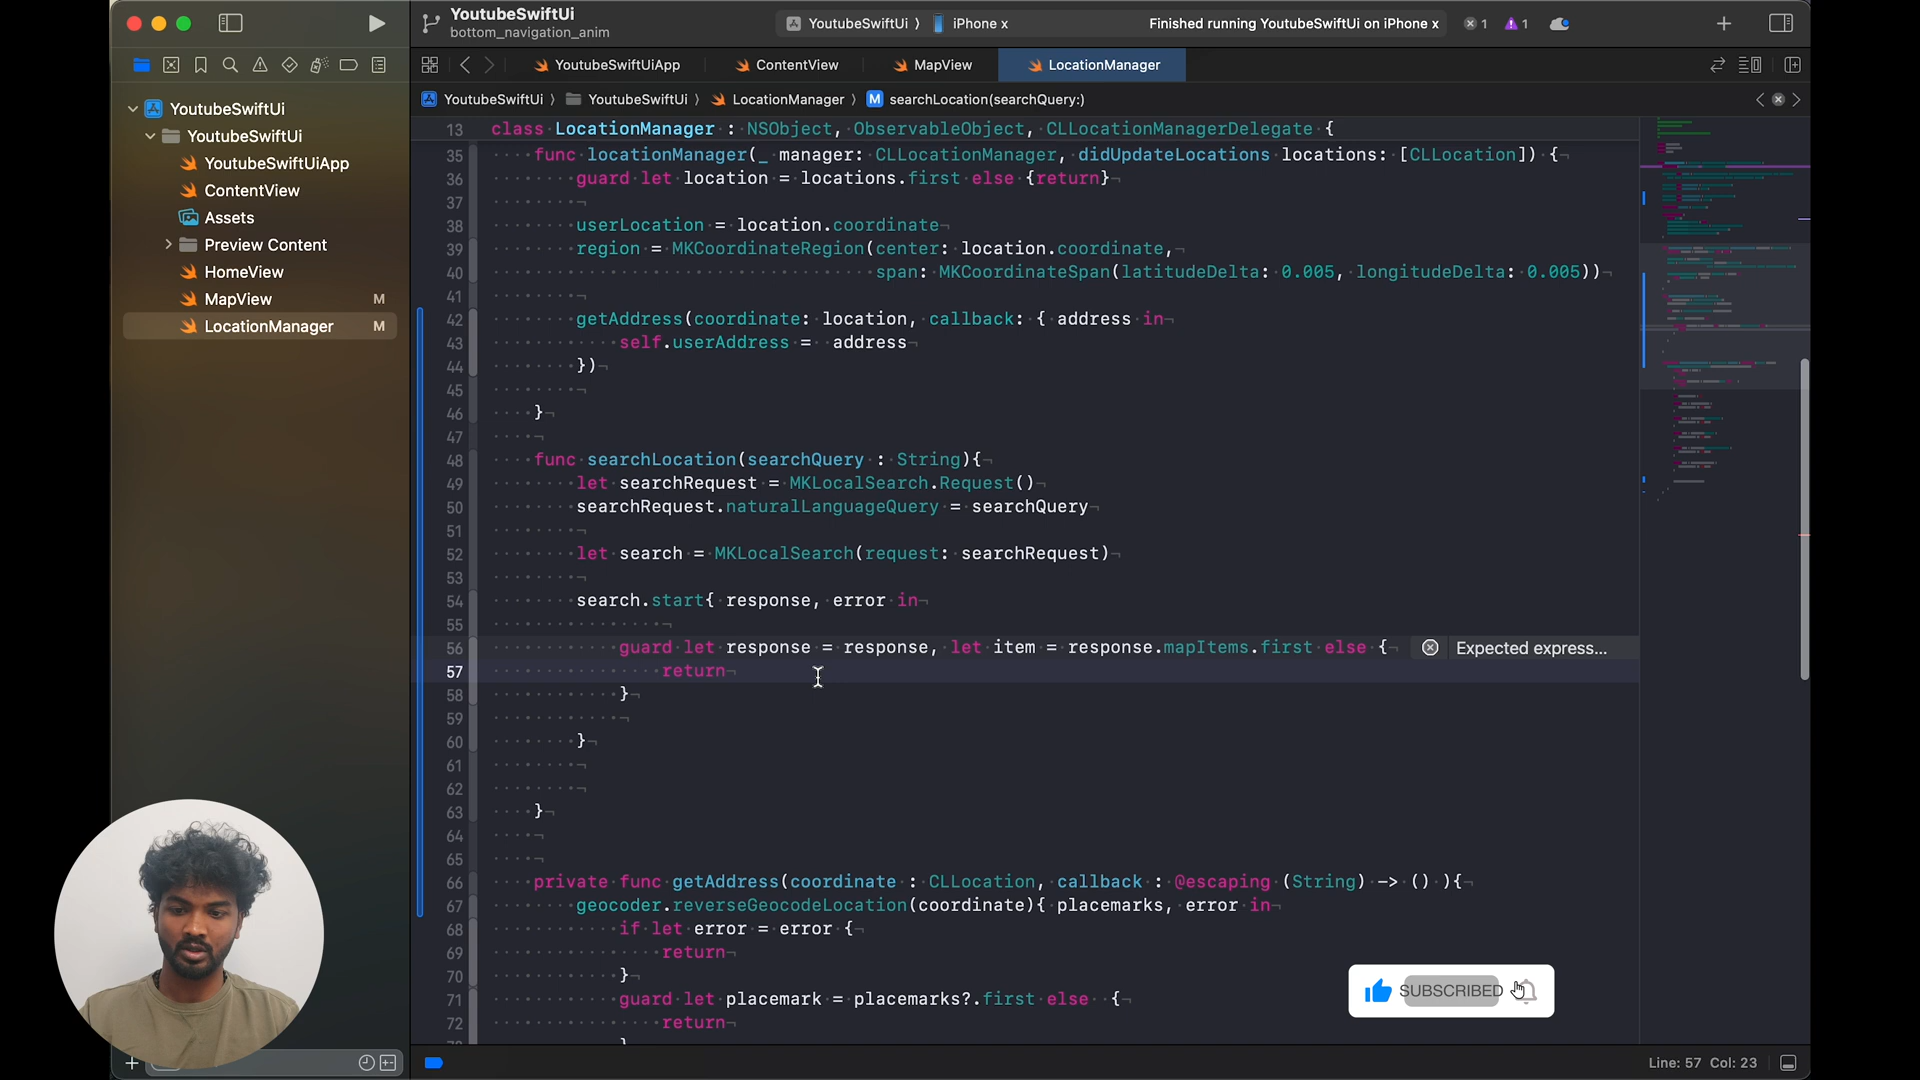 YoutubeSwiftUi
bottom_navigation_anim
YoutubeSwiftUi 〉 iPhone x
Finished running YoutubeSwiftUi on iPhone x
1
1
YoutubeSwiftUiApp
ContentView
MapView
LocationManager
YoutubeSwiftUi 〉 YoutubeSwiftUi 〉 LocationManager 〉 M searchLocation(searchQuery:)
YoutubeSwiftUi
YoutubeSwiftUi
YoutubeSwiftUiApp
ContentView
Assets
Preview Content
HomeView
MapView M
LocationManager M
13 class LocationManager : NSObject, ObservableObject, CLLocationManagerDelegate {
35 func locationManager(_ manager: CLLocationManager, didUpdateLocations locations: [CLLocation]) {
36 guard let location = locations.first else {return}
37
38 userLocation = location.coordinate
39 region = MKCoordinateRegion(center: location.coordinate,
40 span: MKCoordinateSpan(latitudeDelta: 0.005, longitudeDelta: 0.005))
41
42 getAddress(coordinate: location, callback: { address in
43 self.userAddress = address
44 })
45
46 }
47
48 func searchLocation(searchQuery : String){
49 let searchRequest = MKLocalSearch.Request()
50 searchRequest.naturalLanguageQuery = searchQuery
51
52 let search = MKLocalSearch(request: searchRequest)
53
54 search.start{ response, error in
55
56 guard let response = response, let item = response.mapItems.first else { Expected express...
57 return
58 }
59
60 }
61
62
63 }
64
65
66 private func getAddress(coordinate : CLLocation, callback : @escaping (String) -> () ){
67 geocoder.reverseGeocodeLocation(coordinate){ placemarks, error in
68 if let error = error {
69 return
70 }
71 guard let placemark = placemarks?.first else {
72 return
}
SUBSCRIBED
Line: 57 Col: 23